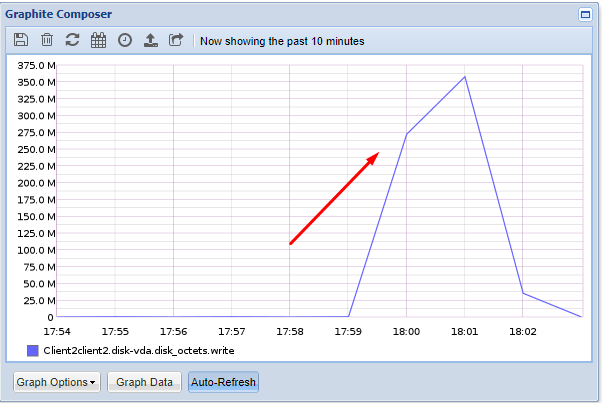 Graphite Composer
Now showing the past 10 minutes
375.0 M
350.0 M
325.0 M
300.0 M
275.0 M
250.0 M
225.0 M
200.0 M
175.0 M
150.0 M
125.0 M
100.0 M
75.0 M
50.0 M
25.0 M
0.0
17:54 17:55 17:56 17:57 17:58 17:59 18:00 18:01 18:02
Client2client2.disk-vda.disk_octets.write
Graph Options Graph Data Auto-Refresh